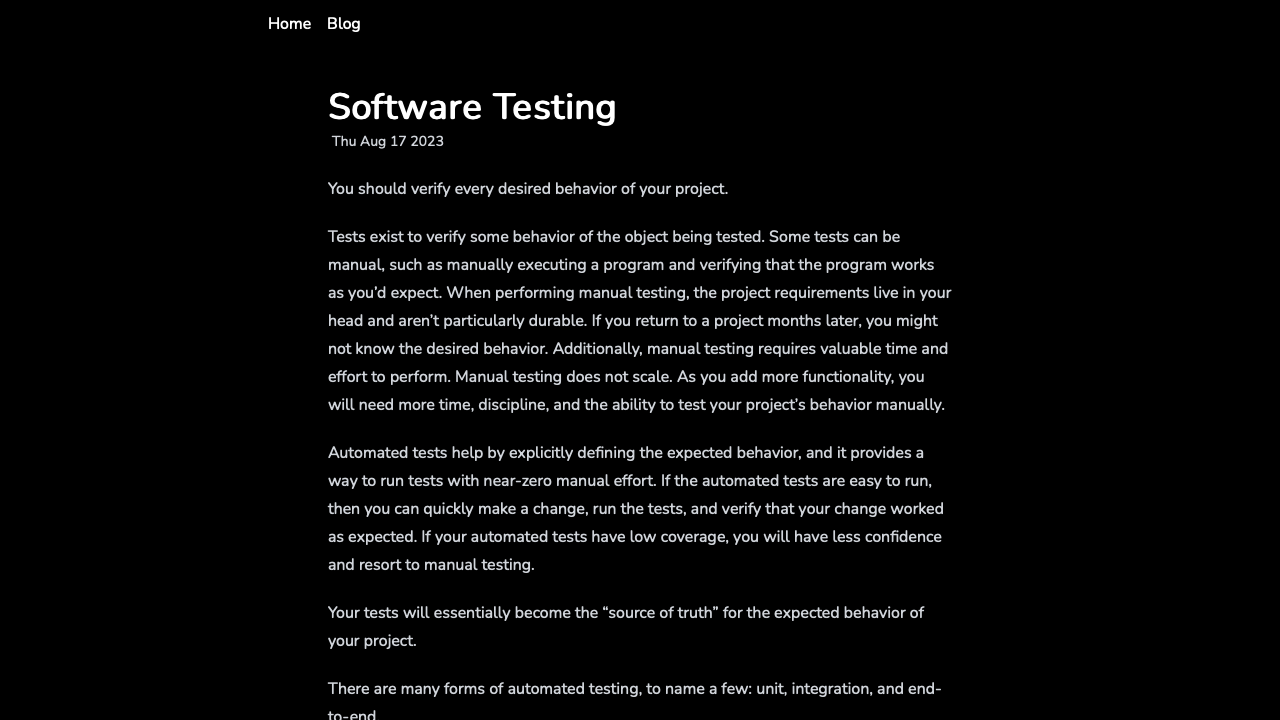 Home Blog
Software Testing
Thu Aug 17 2023
You should verify every desired behavior of your project.
Tests exist to verify some behavior of the object being tested. Some tests can be
manual, such as manually executing a program and verifying that the program works
as you’d expect. When performing manual testing, the project requirements live in your
head and aren’t particularly durable. If you return to a project months later, you might
not know the desired behavior. Additionally, manual testing requires valuable time and
effort to perform. Manual testing does not scale. As you add more functionality, you
will need more time, discipline, and the ability to test your project’s behavior manually.
Automated tests help by explicitly defining the expected behavior, and it provides a
way to run tests with near-zero manual effort. If the automated tests are easy to run,
then you can quickly make a change, run the tests, and verify that your change worked
as expected. If your automated tests have low coverage, you will have less confidence
and resort to manual testing.
Your tests will essentially become the “source of truth” for the expected behavior of
your project.
There are many forms of automated testing, to name a few: unit, integration, and end-
to-end